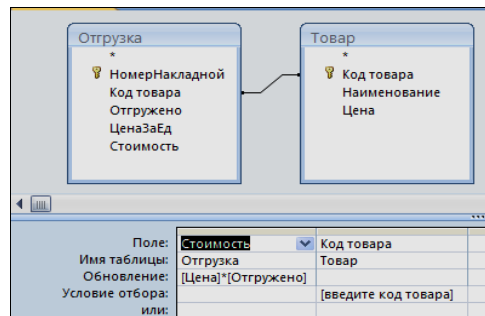 Отгрузка
*
НомерНакладной
Код товара
Отгружено
ЦенаЗаЕд
Стоимость
Товар
*
Код товара
Наименование
Цена
Поле: Стоимость Код товара
Имя таблицы: Отгрузка Товар
Обновление: [Цена]*[Отгружено]
Условие отбора: [введите код товара]
или: